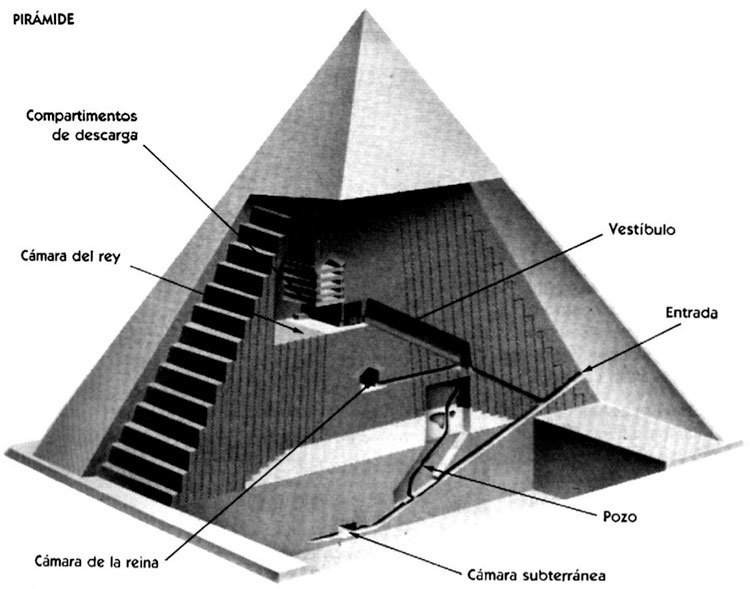 PIRÁMIDE
Compartimentos
de descarga
Cámara del rey
Vestíbulo
Entrada
Pozo
Cámara de la reina
Cámara subterránea